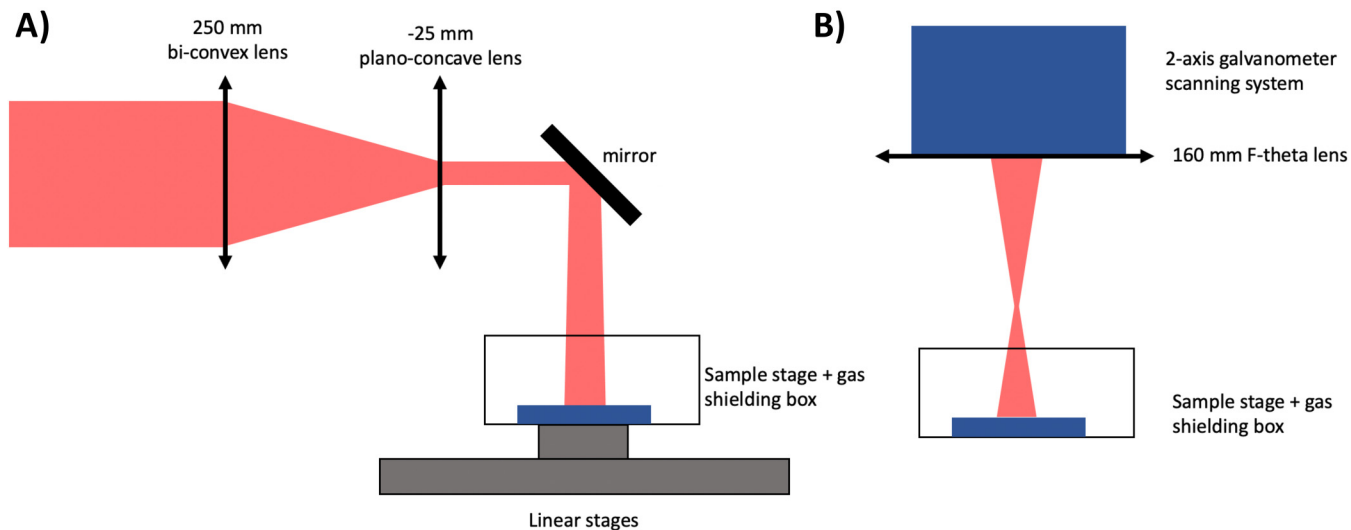 A)
250 mm
bi-convex lens
-25 mm
plano-concave lens
mirror
Sample stage + gas
shielding box
Linear stages
B)
2-axis galvanometer
scanning system
160 mm F-theta lens
Sample stage + gas
shielding box